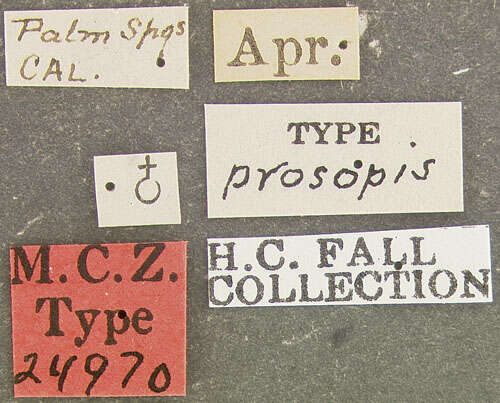 Palm Spgs
CAL.
Apr.
TYPE
prosopis
♂
M.C.Z.
Type
24970
H.C. FALL
COLLECTION